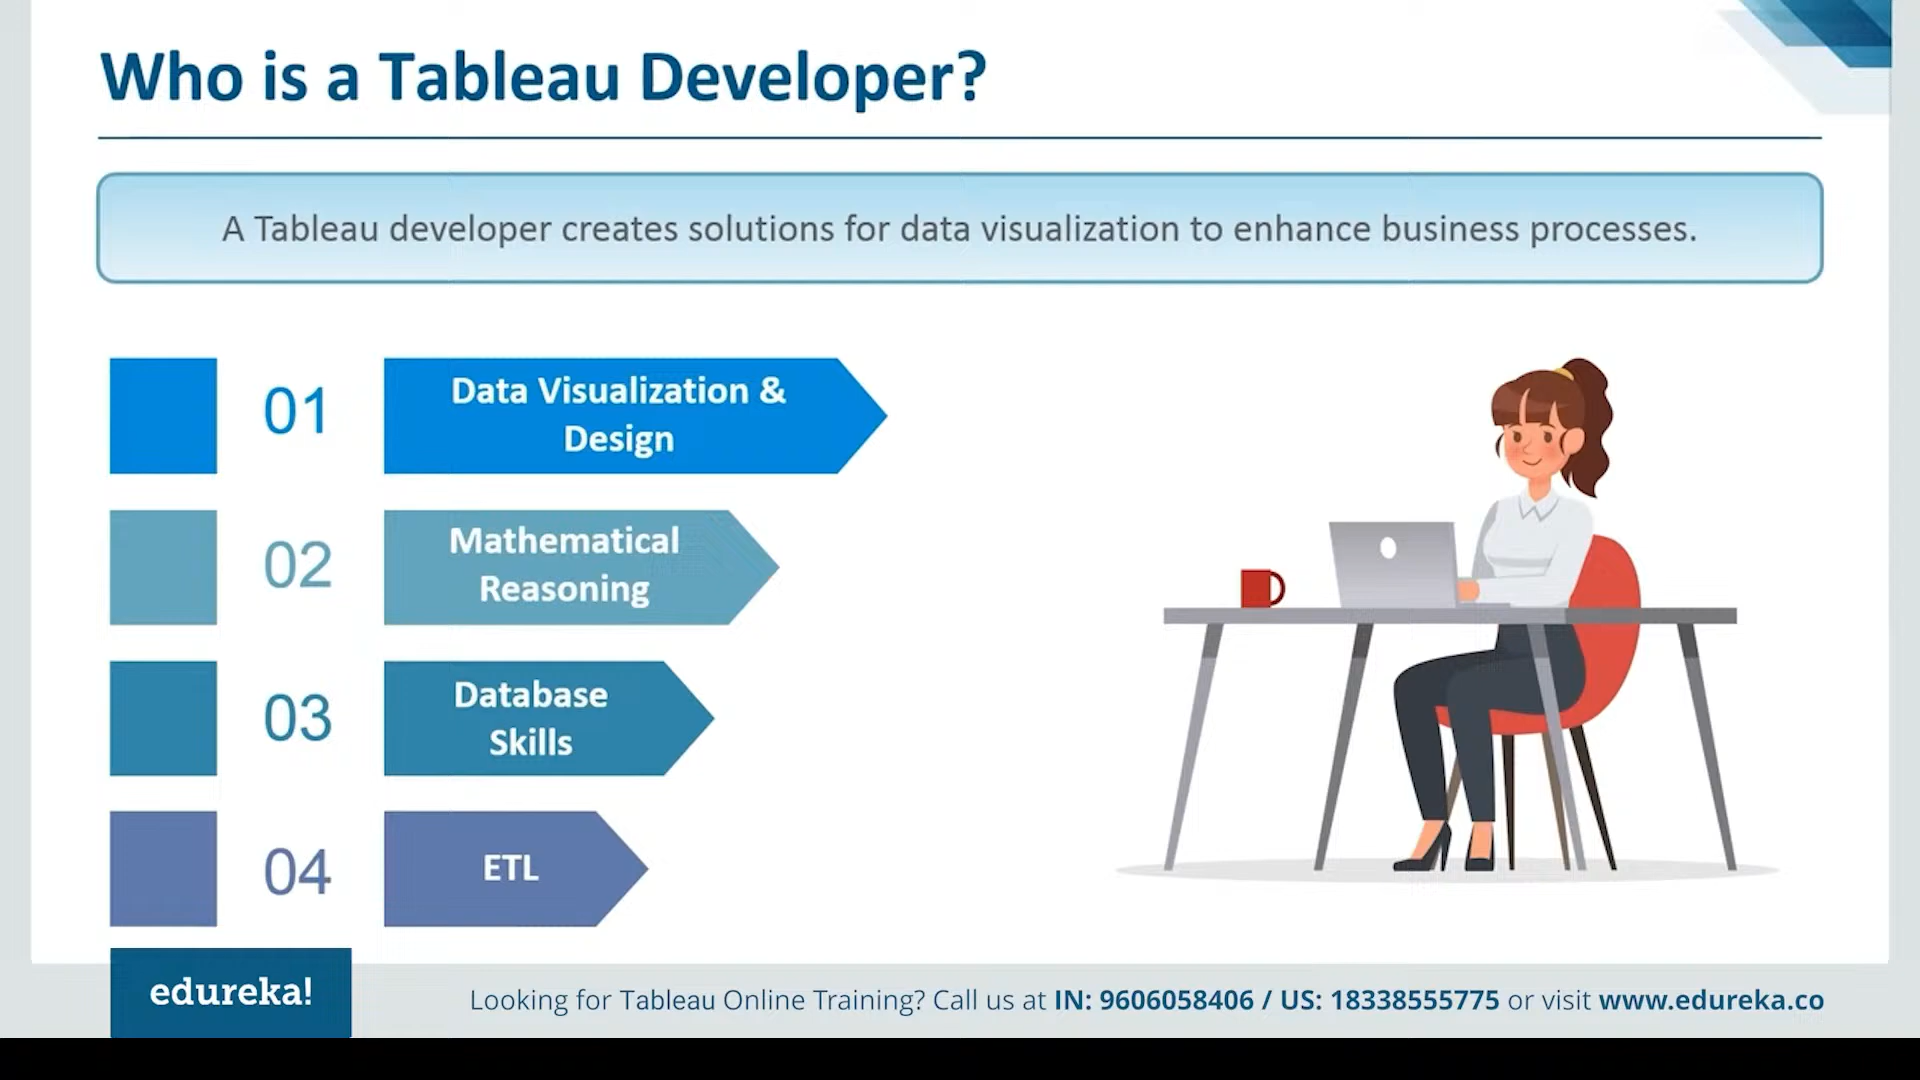 Who is a Tableau Developer?
A Tableau developer creates solutions for data visualization to enhance business processes.
01
Data Visualization &
Design
02
Mathematical
Reasoning
03
Database
Skills
04
ETL
edureka!
Looking for Tableau Online Training? Call us at IN: 9606058406 / US: 18338555775 or visit www.edureka.co